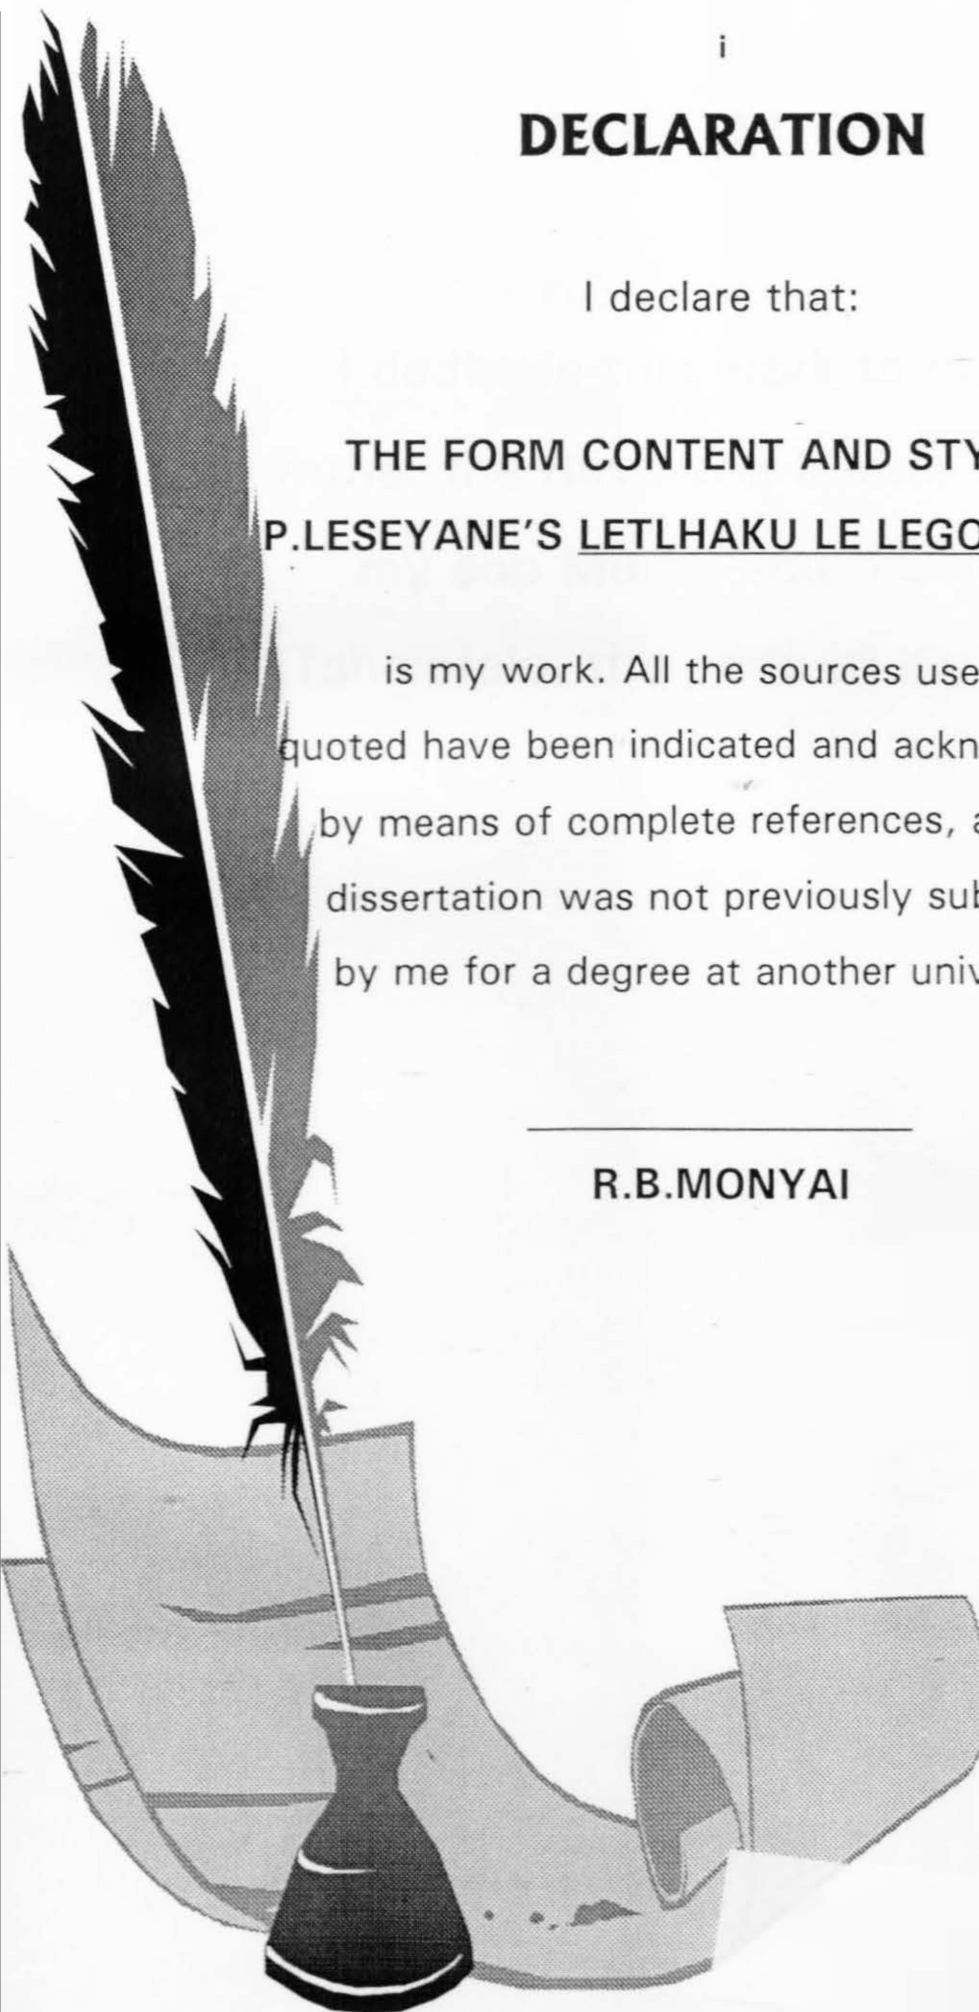 i
DECLARATION
I declare that:
THE FORM CONTENT AND STY
P.LESEYANE'S LETLHAKU LE LEGO
is my work. All the sources use
quoted have been indicated and ackn
by means of complete references, a
dissertation was not previously sub
by me for a degree at another univ
R.B.MONYAI